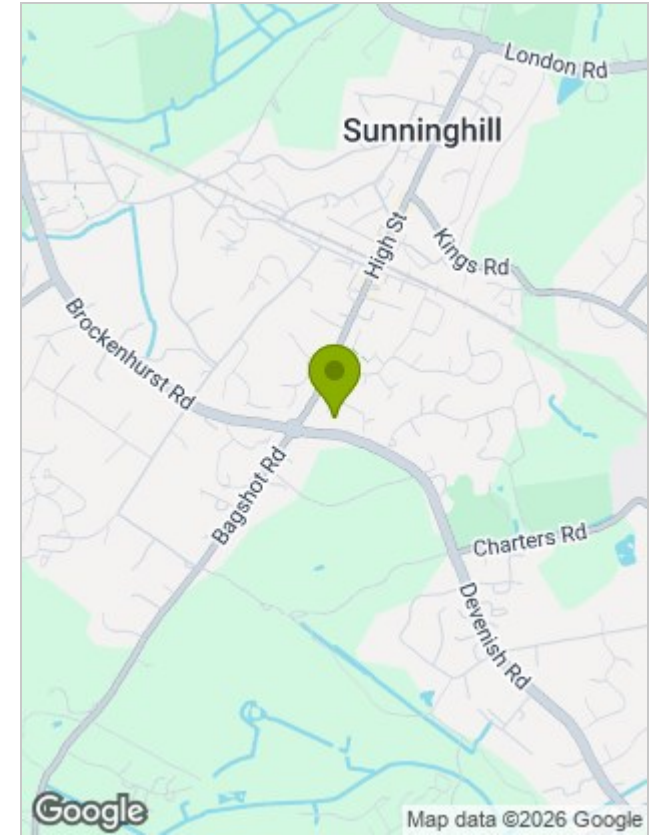 London Rd
Sunninghill
High St
Kings Rd
Brockenhurst Rd
Bagshot Rd
Charters Rd
Devenish Rd
Google
Map data ©2026 Google